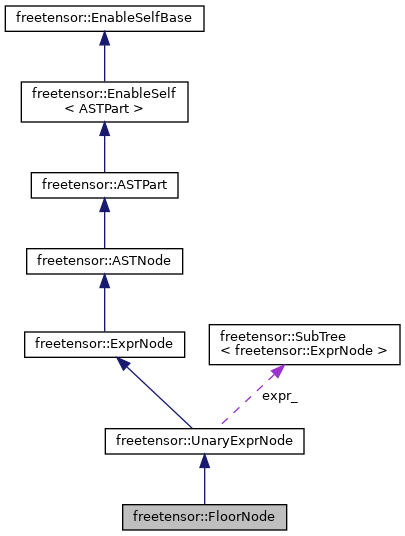 freetensor::EnableSelfBase
freetensor::EnableSelf
< ASTPart >
freetensor::ASTPart
freetensor::ASTNode
freetensor::ExprNode
freetensor::SubTree
< freetensor::ExprNode >
expr_
freetensor::UnaryExprNode
freetensor::FloorNode